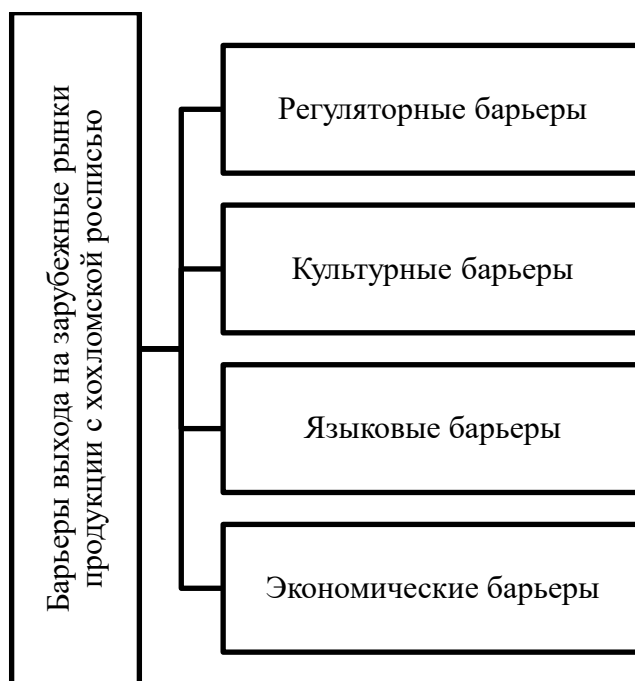 Барьеры выхода на зарубежные рынки
продукции с хохломской росписью
Регуляторные барьеры
Культурные барьеры
Языковые барьеры
Экономические барьеры